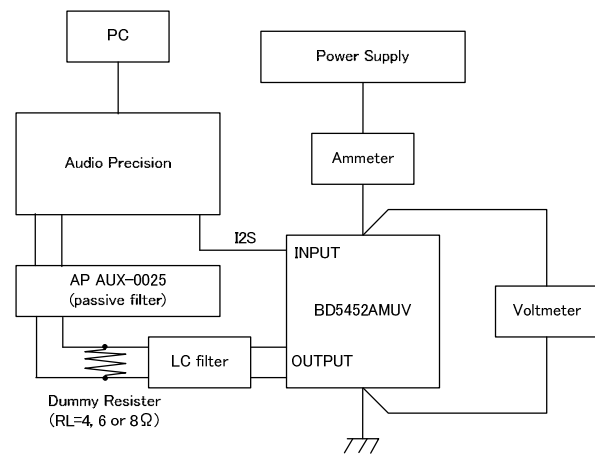 PC
Power Supply
Audio Precision
Ammeter
I2S
INPUT
AP AUX-0025
(passive filter)
BD5452AMUV
Voltmeter
LC filter
OUTPUT
Dummy Resister
(RL=4, 6 or 8Ω)